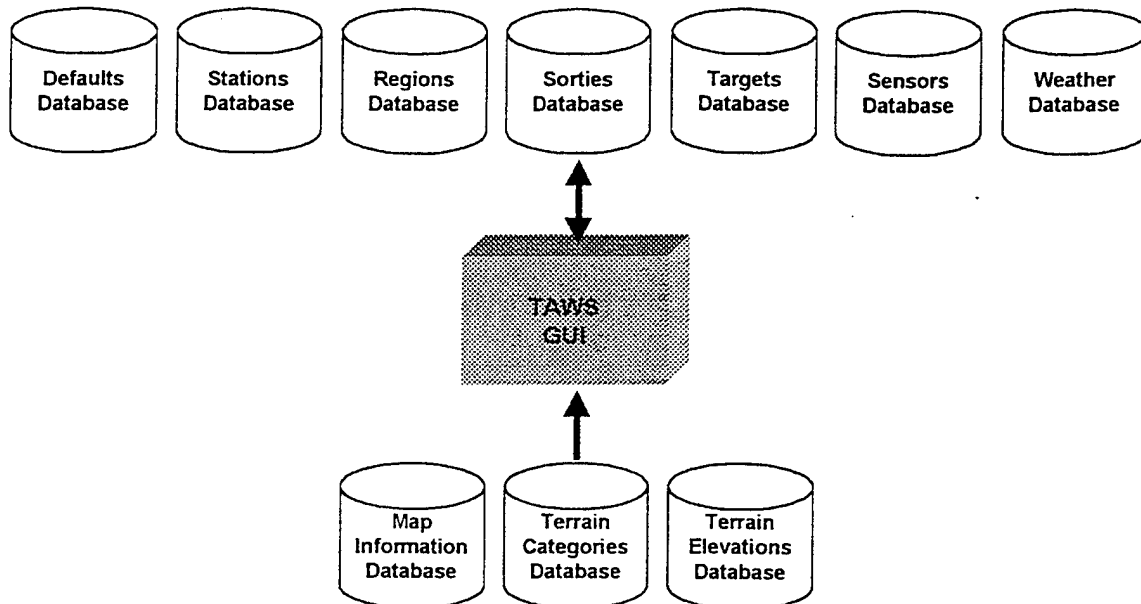 Defaults
Database
Stations
Database
Regions
Database
Sorties
Database
Targets
Database
Sensors
Database
Weather
Database
TAWS
GUI
Map
Information
Database
Terrain
Categories
Database
Terrain
Elevations
Database